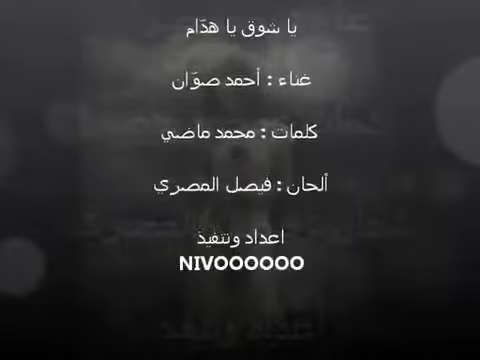 يا شوق يا هدّام
غناء : أحمد صوّان
كلمات : محمد ماضي
ألحان : فيصل المصري
اعداد وتنفيذ
NIVOOOOOO